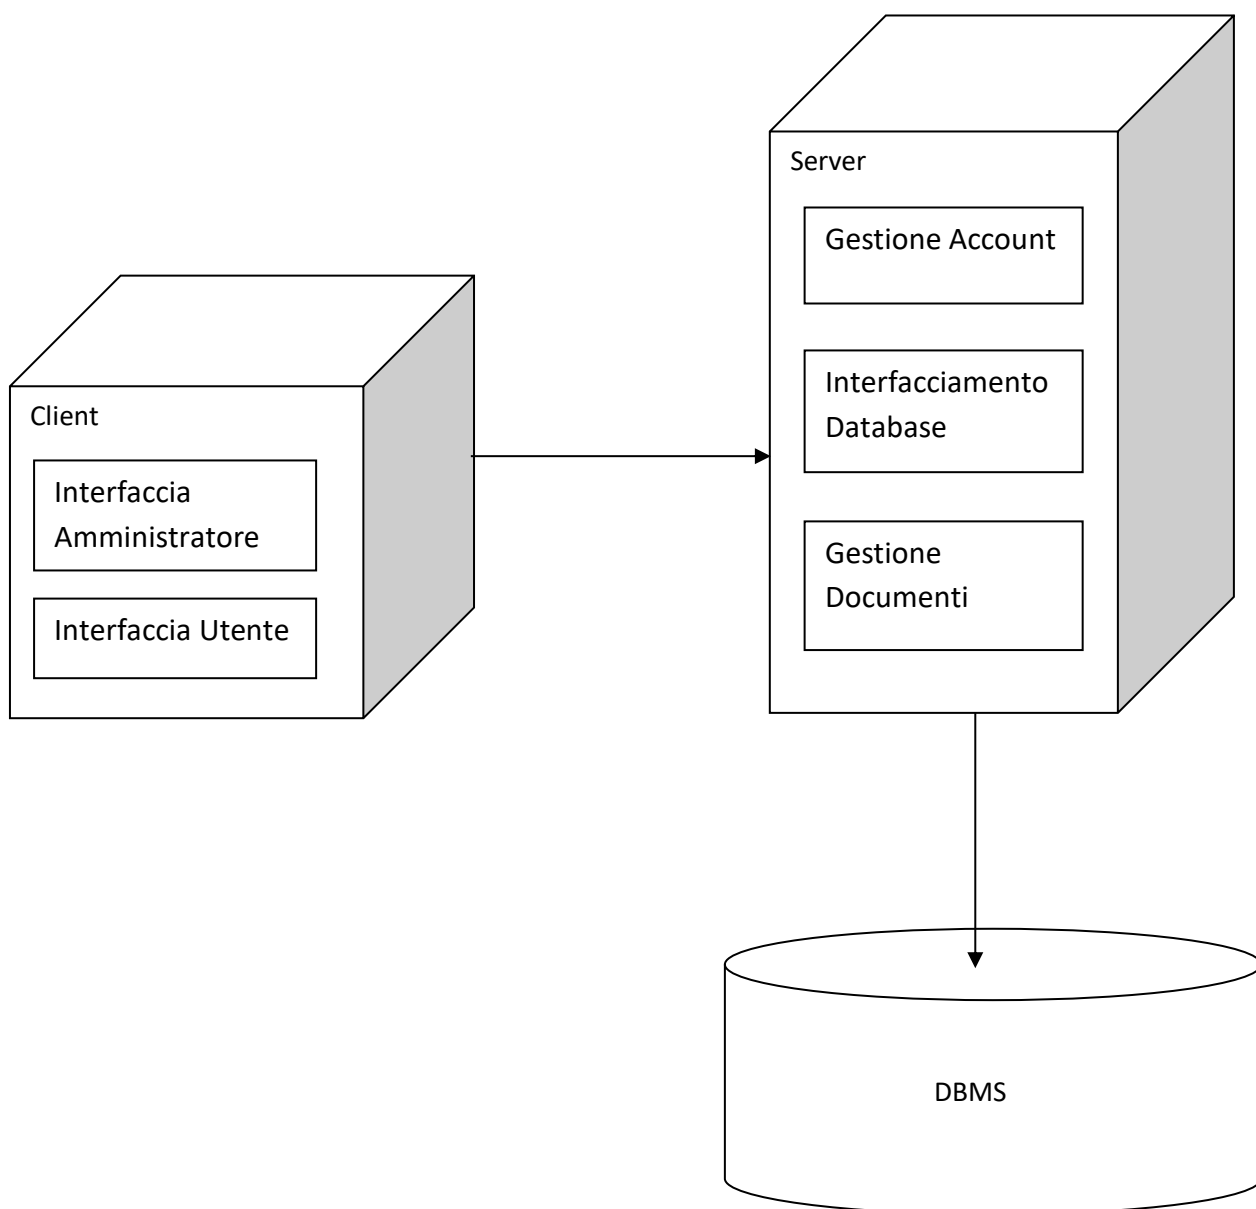 Server
Gestione Account
Interfacciamento
Database
Gestione
Documenti
Client
Interfaccia
Amministratore
Interfaccia Utente
DBMS